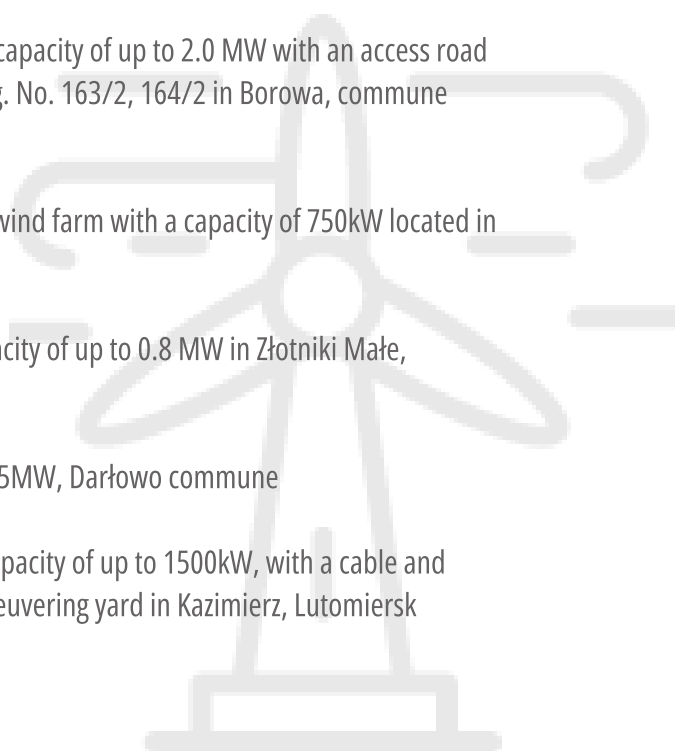 capacity of up to 2.0 MW with an access road
. No. 163/2, 164/2 in Borowa, commune
wind farm with a capacity of 750kW located in
city of up to 0.8 MW in Złotniki Małe,
5MW, Darłowo commune
pacity of up to 1500kW, with a cable and
euvering yard in Kazimierz, Lutomiersk